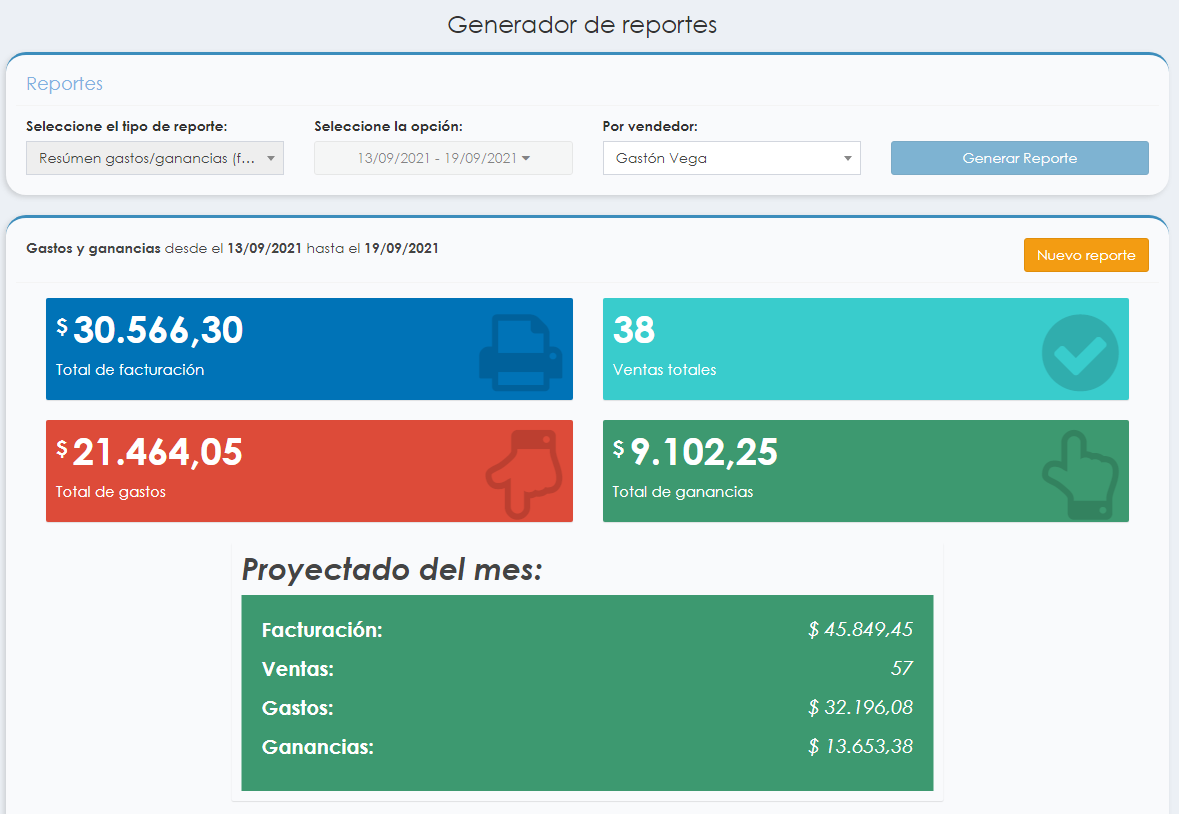 Generador de reportes
Reportes
Seleccione el tipo de reporte:
Seleccione la opción:
Por vendedor:
Resúmen gastos/ganancias (f...
13/09/2021 - 19/09/2021
Gastón Vega
Generar Reporte
Gastos y ganancias desde el 13/09/2021 hasta el 19/09/2021
Nuevo reporte
$ 30.566,30
Total de facturación
38
Ventas totales
$ 21.464,05
Total de gastos
$ 9.102,25
Total de ganancias
Proyectado del mes:
Facturación: $ 45.849,45
Ventas: 57
Gastos: $ 32.196,08
Ganancias: $ 13.653,38